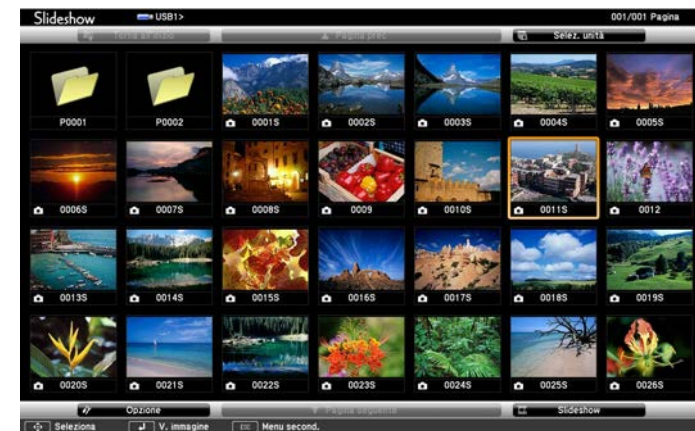 Slideshow USB1> 001/001 Pagina
Torna all'inizio Pagina prec Selez. unità
P0001 P0002 0001S 0002S 0003S 0004S 0005S
0006S 0007S 0008S 0009 0010S 0011S 0012
0013S 0014S 0015S 0016S 0017S 0018S 0019S
0020S 0021S 0022S 0023S 0024S 0025S 0026S
Opzione Pagina seguente Slideshow
Seleziona V. immagine Esc Menu second.